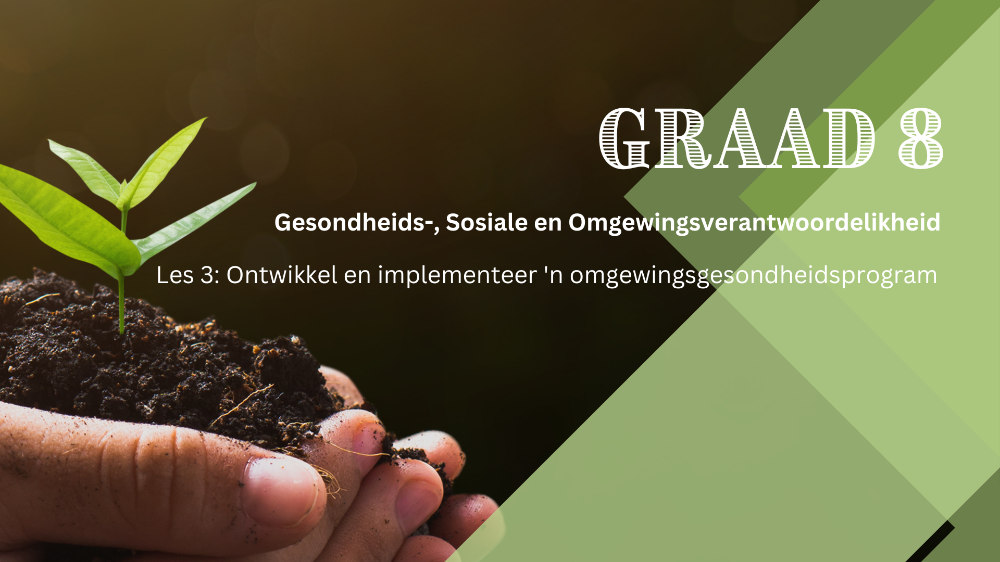 GRAAD 8
Gesondheids-, Sosiale en Omgewingsverantwoordelikheid
Les 3: Ontwikkel en implementeer 'n omgewingsgesondheidsprogram